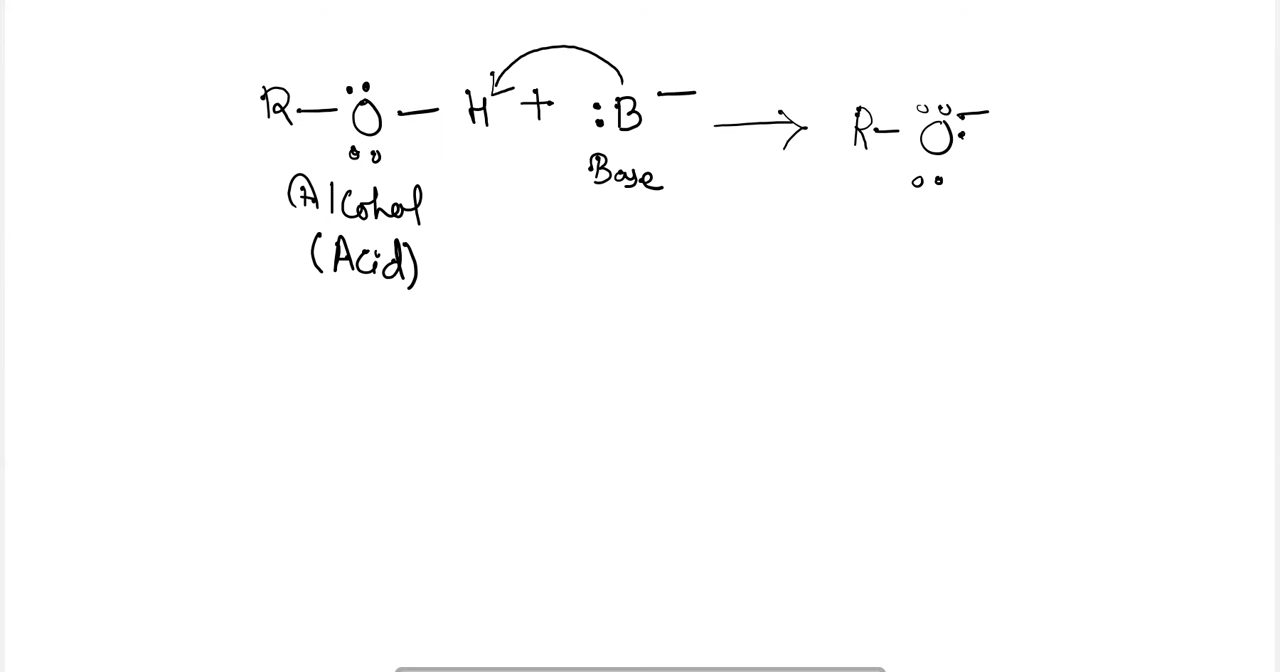 R—Ö—H + :B⁻ → R—Ö:⁻
Base
Alcohol
(Acid)